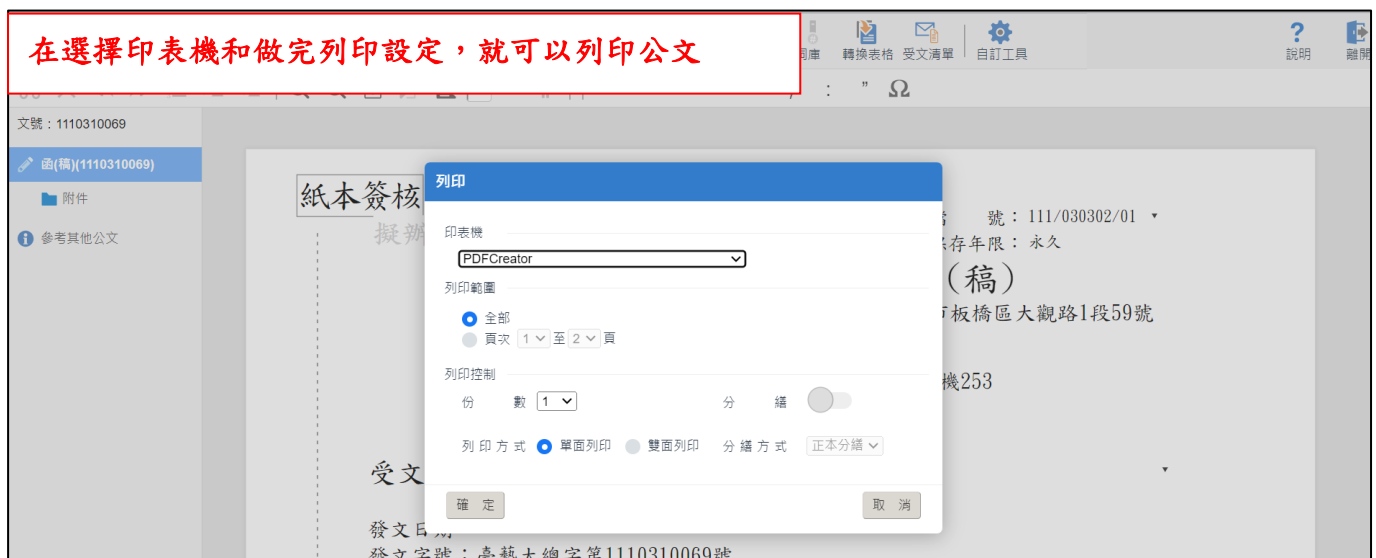 在選擇印表機和做完列印設定，就可以列印公文
轉換表格 受文清單 自訂工具 說明 離開
： ” Ω
文號：1110310069
函(稿)(1110310069)
附件
參考其他公文
紙本簽核
擬辦
號：111/030302/01
保存年限：永久
（稿）
板橋區大觀路1段59號
機253
列印
印表機
PDFCreator
列印範圍
全部
頁次 1 至 2 頁
列印控制
份 數 1 分 繕
列印方式 單面列印 雙面列印 分繕方式 正本分繕
確 定 取 消
受文
發文日期
發文字號：臺藝大總字第1110310069號